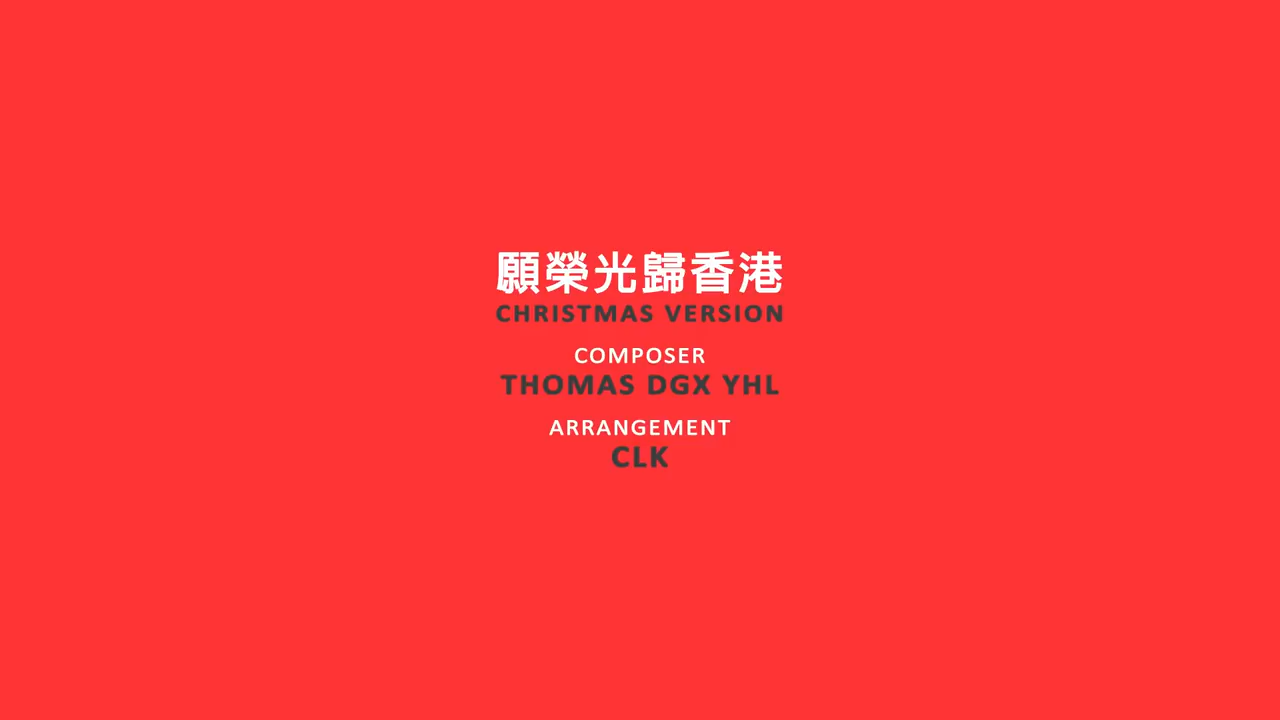 願榮光歸香港
CHRISTMAS VERSION
COMPOSER
THOMAS DGX YHL
ARRANGEMENT
CLK